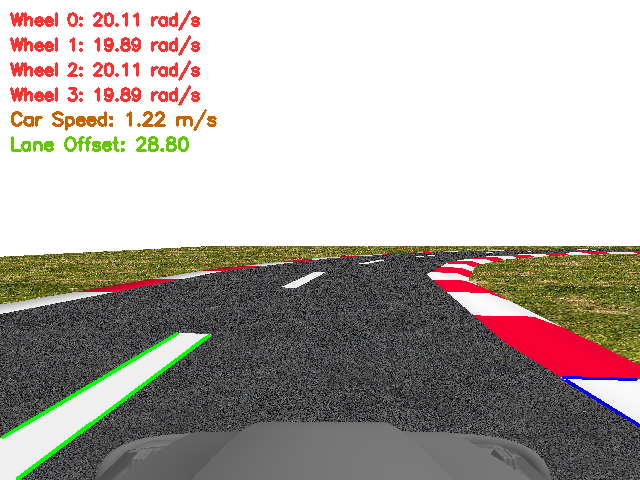 Wheel 0: 20.11 rad/s
Wheel 1: 19.89 rad/s
Wheel 2: 20.11 rad/s
Wheel 3: 19.89 rad/s
Car Speed: 1.22 m/s
Lane Offset: 28.80